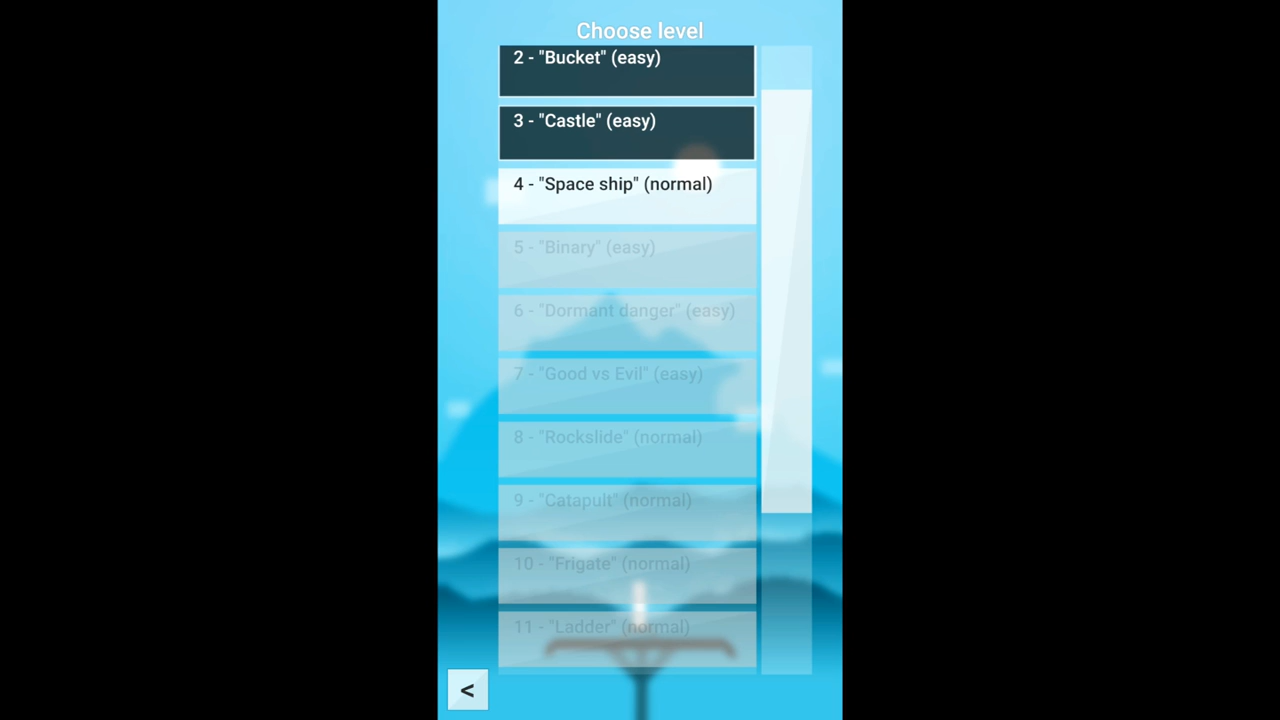 Choose level
2 - "Bucket" (easy)
3 - "Castle" (easy)
4 - "Space ship" (normal)
5 - "Binary" (easy)
6 - "Dormant danger" (easy)
7 - "Good vs Evil" (easy)
8 - "Rockslide" (normal)
9 - "Catapult" (normal)
10 - "Frigate" (normal)
11 - "Ladder" (normal)
<